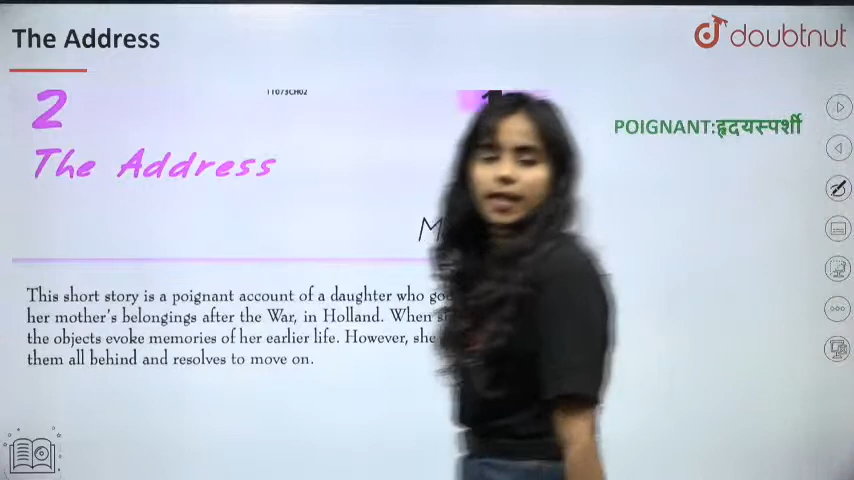 The Address
doubtnut
11073CH02
2
The Address
POIGNANT:हृदयस्पर्शी
M
This short story is a poignant account of a daughter who
her mother's belongings after the War, in Holland. When
the objects evoke memories of her earlier life. However, she
them all behind and resolves to move on.